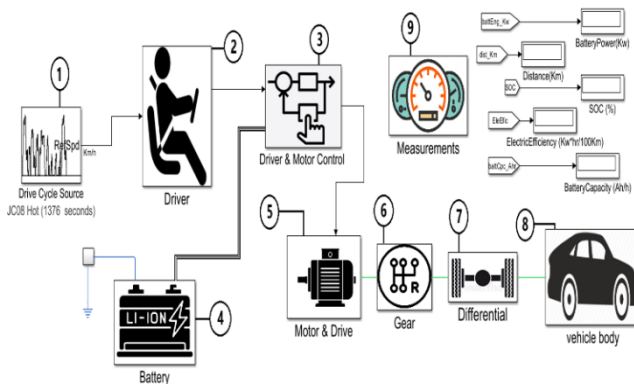 1
RefSpd
Km/h
Drive Cycle Source
JC08 Hot (1376 seconds)
2
Driver
3
Driver & Motor Control
9
Measurements
battEng_Kw
BatteryPower(Kw)
dist_Km
Distance(Km)
SOC
SOC (%)
EleEffic
ElectricEfficiency (Kw*hr/100Km)
BatteryCapacity (Ah/h)
LI-ION
4
Battery
5
Motor & Drive
6
R
Gear
7
Differential
8
vehicle body